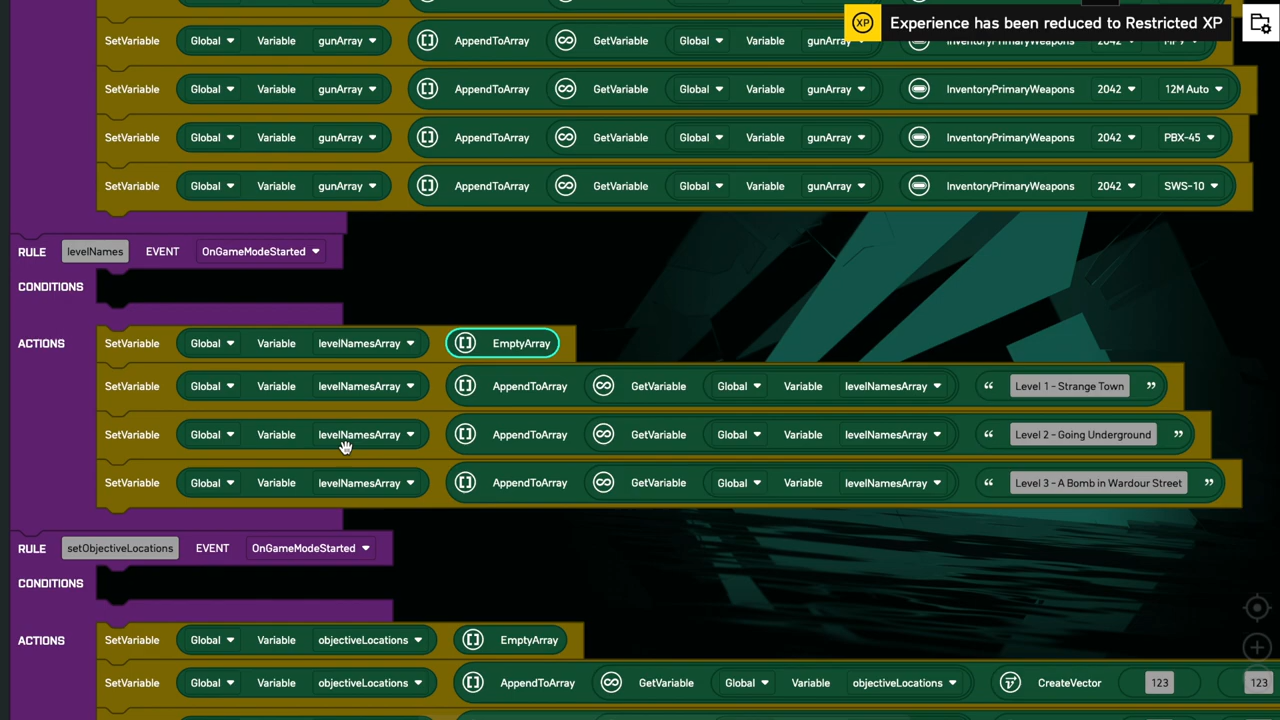 Experience has been reduced to Restricted XP
XP
SetVariable Global Variable gunArray AppendToArray GetVariable Global Variable gunArray InventoryPrimaryWeapons 2042 MP9
SetVariable Global Variable gunArray AppendToArray GetVariable Global Variable gunArray InventoryPrimaryWeapons 2042 12M Auto
SetVariable Global Variable gunArray AppendToArray GetVariable Global Variable gunArray InventoryPrimaryWeapons 2042 PBX-45
SetVariable Global Variable gunArray AppendToArray GetVariable Global Variable gunArray InventoryPrimaryWeapons 2042 SWS-10
RULE levelNames EVENT OnGameModeStarted
CONDITIONS
ACTIONS SetVariable Global Variable levelNamesArray EmptyArray
SetVariable Global Variable levelNamesArray AppendToArray GetVariable Global Variable levelNamesArray “ Level 1 - Strange Town ”
SetVariable Global Variable levelNamesArray AppendToArray GetVariable Global Variable levelNamesArray “ Level 2 - Going Underground ”
SetVariable Global Variable levelNamesArray AppendToArray GetVariable Global Variable levelNamesArray “ Level 3 - A Bomb in Wardour Street ”
RULE setObjectiveLocations EVENT OnGameModeStarted
CONDITIONS
ACTIONS SetVariable Global Variable objectiveLocations EmptyArray
SetVariable Global Variable objectiveLocations AppendToArray GetVariable Global Variable objectiveLocations CreateVector 123 123